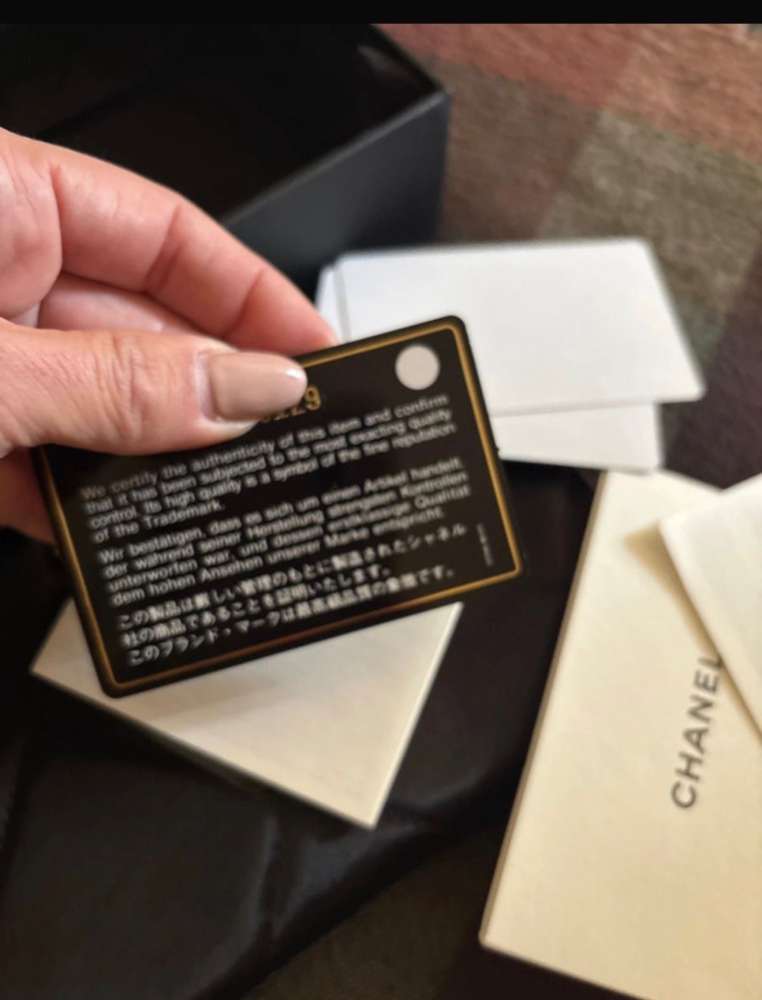 229
We certify the authenticity of this item and confirm
that it has been subjected to the most exacting quality
control. Its high quality is a symbol of the fine reputation
of the Trademark.
Wir bestätigen, dass es sich um einen Artikel handelt,
der während seiner Herstellung strengsten Kontrollen
unterworfen war, und dessen erstklassige Qualität
dem hohen Ansehen unserer Marke entspricht.
この製品は厳しい管理のもとに製造されたシャネル
社の商品であることを証明いたします。
このブランド・マークは最高級品質の象徴です。
CHANEL